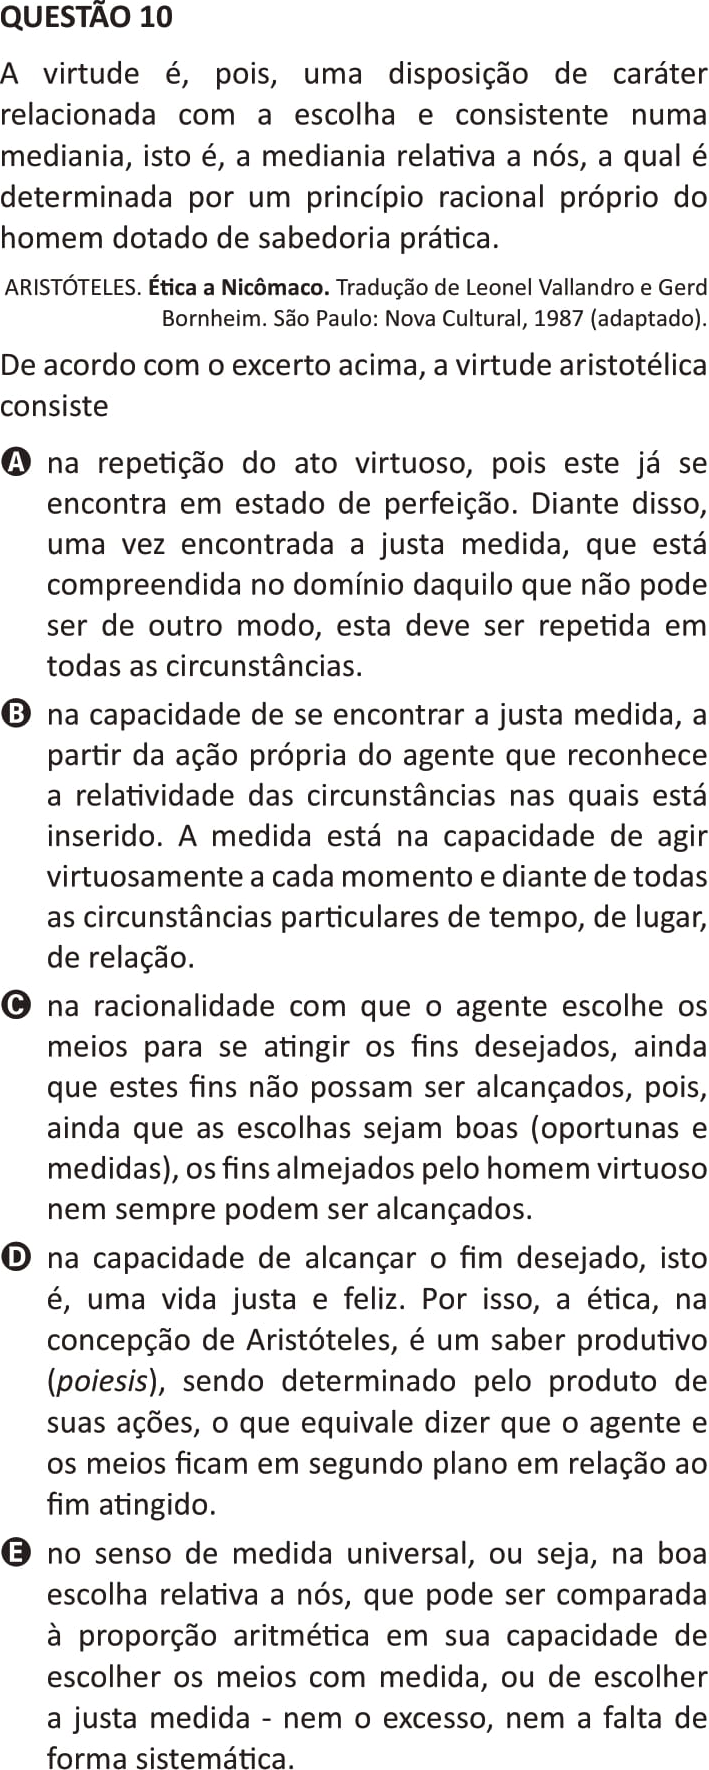 QUESTÃO 10
A virtude é, pois, uma disposição de caráter
relacionada com a escolha e consistente numa
mediania, isto é, a mediania relativa a nós, a qual é
determinada por um princípio racional próprio do
homem dotado de sabedoria prática.
ARISTÓTELES. Ética a Nicômaco. Tradução de Leonel Vallandro e Gerd
Bornheim. São Paulo: Nova Cultural, 1987 (adaptado).
De acordo com o excerto acima, a virtude aristotélica
consiste
A na repetição do ato virtuoso, pois este já se
encontra em estado de perfeição. Diante disso,
uma vez encontrada a justa medida, que está
compreendida no domínio daquilo que não pode
ser de outro modo, esta deve ser repetida em
todas as circunstâncias.
B na capacidade de se encontrar a justa medida, a
partir da ação própria do agente que reconhece
a relatividade das circunstâncias nas quais está
inserido. A medida está na capacidade de agir
virtuosamente a cada momento e diante de todas
as circunstâncias particulares de tempo, de lugar,
de relação.
C na racionalidade com que o agente escolhe os
meios para se atingir os fins desejados, ainda
que estes fins não possam ser alcançados, pois,
ainda que as escolhas sejam boas (oportunas e
medidas), os fins almejados pelo homem virtuoso
nem sempre podem ser alcançados.
D na capacidade de alcançar o fim desejado, isto
é, uma vida justa e feliz. Por isso, a ética, na
concepção de Aristóteles, é um saber produtivo
(poiesis), sendo determinado pelo produto de
suas ações, o que equivale dizer que o agente e
os meios ficam em segundo plano em relação ao
fim atingido.
E no senso de medida universal, ou seja, na boa
escolha relativa a nós, que pode ser comparada
à proporção aritmética em sua capacidade de
escolher os meios com medida, ou de escolher
a justa medida - nem o excesso, nem a falta de
forma sistemática.